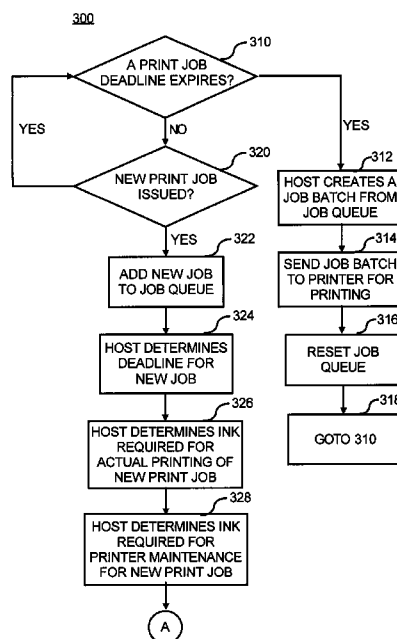 300
310
A PRINT JOB
DEADLINE EXPIRES?
YES
NO
YES
320
NEW PRINT JOB
ISSUED?
312
HOST CREATES A
JOB BATCH FROM
JOB QUEUE
YES
322
ADD NEW JOB
TO JOB QUEUE
314
SEND JOB BATCH
TO PRINTER FOR
PRINTING
324
HOST DETERMINES
DEADLINE FOR
NEW JOB
316
RESET JOB
QUEUE
326
HOST DETERMINES INK
REQUIRED FOR
ACTUAL PRINTING OF
NEW PRINT JOB
318
GOTO 310
328
HOST DETERMINES INK
REQUIRED FOR
PRINTER MAINTENANCE
FOR NEW PRINT JOB
A